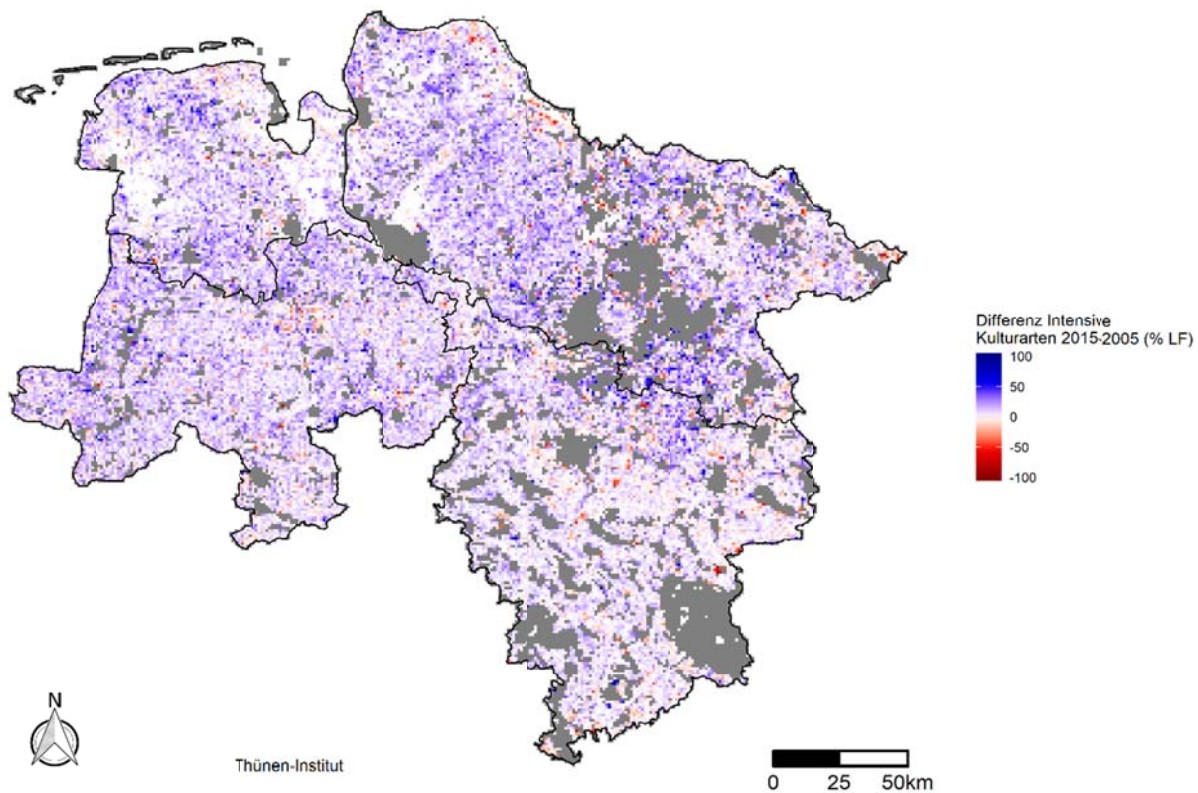 Differenz Intensive
Kulturarten 2015-2005 (% LF)
100
50
0
-50
-100
N
Thünen-Institut
0 25 50km